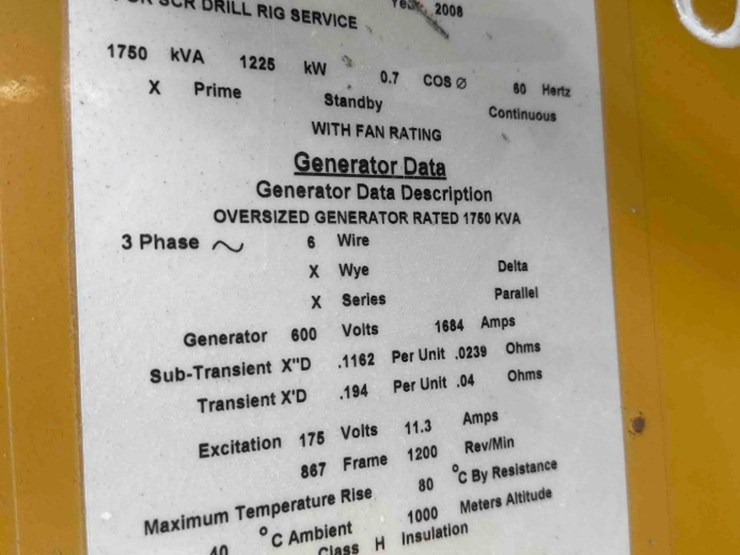 FOR SCR DRILL RIG SERVICE Year 2008
1750 kVA 1225 kW 0.7 COS Ø 60 Hertz
X Prime Standby Continuous
WITH FAN RATING
Generator Data
Generator Data Description
OVERSIZED GENERATOR RATED 1750 KVA
3 Phase ~ 6 Wire
X Wye Delta
X Series Parallel
Generator 600 Volts 1684 Amps
Sub-Transient X"D .1162 Per Unit .0239 Ohms
Transient X'D .194 Per Unit .04 Ohms
Excitation 175 Volts 11.3 Amps
867 Frame 1200 Rev/Min
Maximum Temperature Rise 80 °C By Resistance
40 °C Ambient 1000 Meters Altitude
Class H Insulation